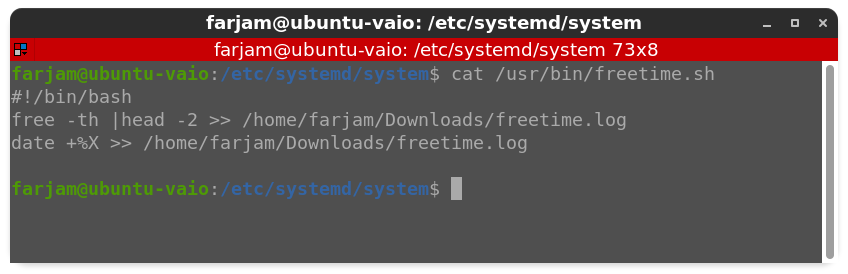 farjam@ubuntu-vaio: /etc/systemd/system
farjam@ubuntu-vaio: /etc/systemd/system 73x8
farjam@ubuntu-vaio:/etc/systemd/system$ cat /usr/bin/freetime.sh
#!/bin/bash
free -th |head -2 >> /home/farjam/Downloads/freetime.log
date +%X >> /home/farjam/Downloads/freetime.log
farjam@ubuntu-vaio:/etc/systemd/system$